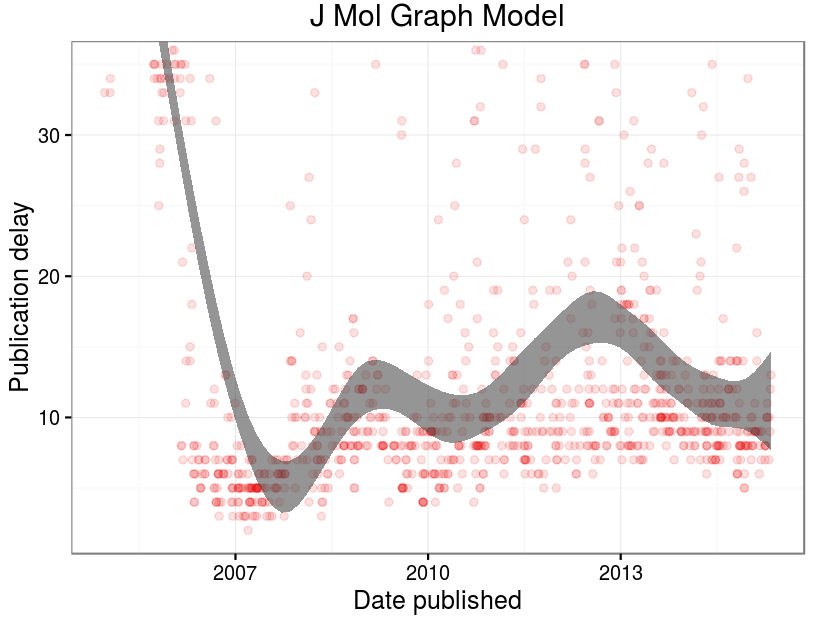 J Mol Graph Model
Publication delay
30
20
10
2007 2010 2013
Date published